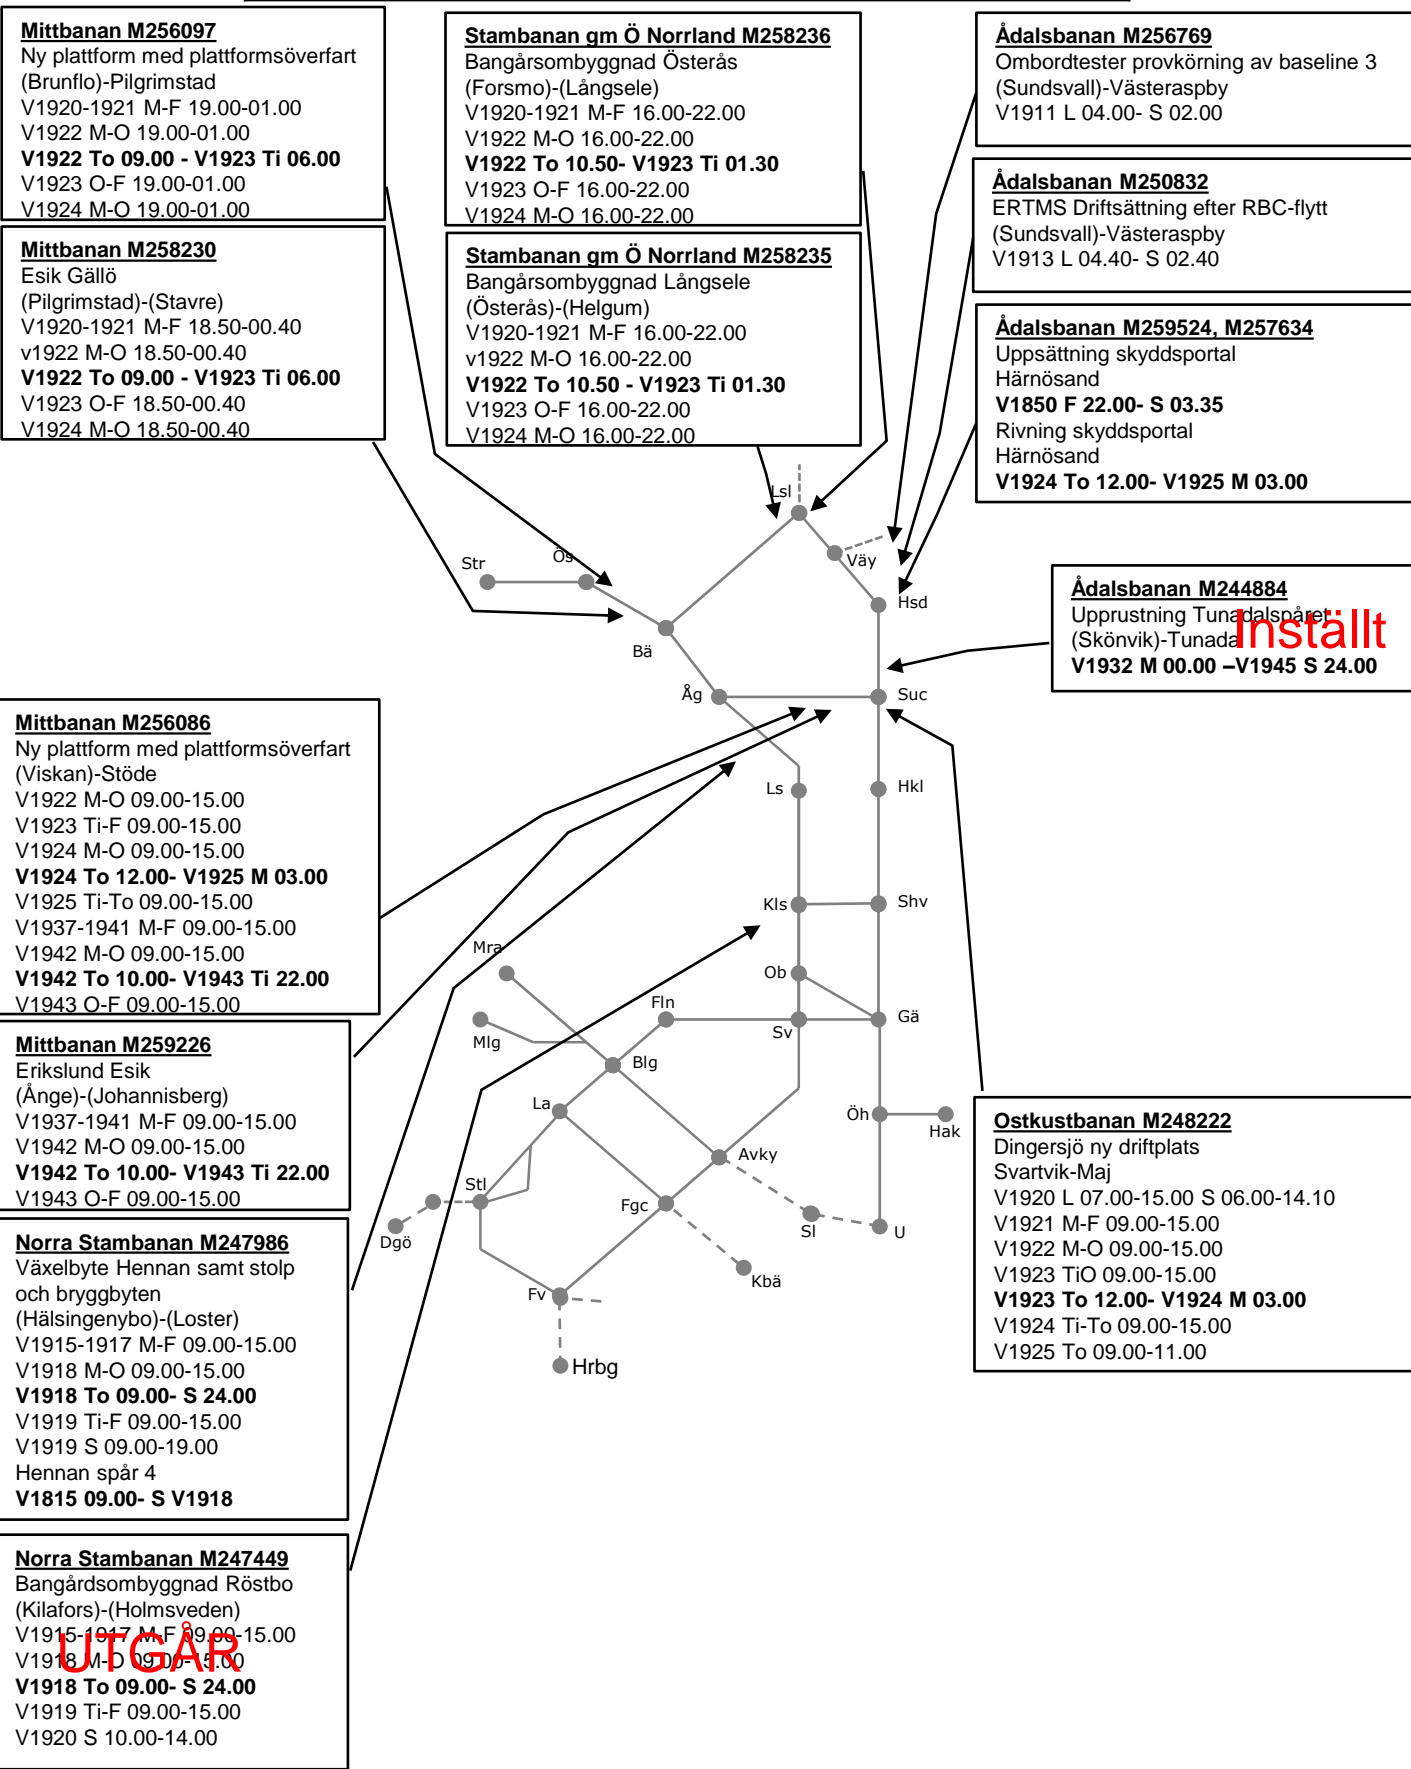 Mittbanan M256097
Ny plattform med plattformsöverfart
(Brunflo)-Pilgrimstad
V1920-1921 M-F 19.00-01.00
V1922 M-O 19.00-01.00
V1922 To 09.00 - V1923 Ti 06.00
V1923 O-F 19.00-01.00
V1924 M-O 19.00-01.00
Mittbanan M258230
Esik Gällö
(Pilgrimstad)-(Stavre)
V1920-1921 M-F 18.50-00.40
v1922 M-O 18.50-00.40
V1922 To 09.00 - V1923 Ti 06.00
V1923 O-F 18.50-00.40
V1924 M-O 18.50-00.40
Stambanan gm Ö Norrland M258236
Bangårsombyggnad Österås
(Forsmo)-(Långsele)
V1920-1921 M-F 16.00-22.00
V1922 M-O 16.00-22.00
V1922 To 10.50- V1923 Ti 01.30
V1923 O-F 16.00-22.00
V1924 M-O 16.00-22.00
Stambanan gm Ö Norrland M258235
Bangårsombyggnad Långsele
(Österås)-(Helgum)
V1920-1921 M-F 16.00-22.00
v1922 M-O 16.00-22.00
V1922 To 10.50 - V1923 Ti 01.30
V1923 O-F 16.00-22.00
V1924 M-O 16.00-22.00
Ådalsbanan M256769
Ombordtester provkörning av baseline 3
(Sundsvall)-Västeraspby
V1911 L 04.00- S 02.00
Ådalsbanan M250832
ERTMS Driftsättning efter RBC-flytt
(Sundsvall)-Västeraspby
V1913 L 04.40- S 02.40
Ådalsbanan M259524, M257634
Uppsättning skyddsportal
Härnösand
V1850 F 22.00- S 03.35
Rivning skyddsportal
Härnösand
V1924 To 12.00- V1925 M 03.00
Ådalsbanan M244884
Upprustning Tunadalspåret
(Skönvik)-Tunada
V1932 M 00.00 –V1945 S 24.00
Inställt
Lsl
Väy
Str
Ös
Hsd
Bä
Åg
Suc
Ls
Hkl
Kls
Shv
Mra
Ob
Fln
Sv
Gä
Mlg
Blg
La
Öh
Hak
Avky
Stl
Fgc
Sl
U
Dgö
Kbä
Fv
Hrbg
Mittbanan M256086
Ny plattform med plattformsöverfart
(Viskan)-Stöde
V1922 M-O 09.00-15.00
V1923 Ti-F 09.00-15.00
V1924 M-O 09.00-15.00
V1924 To 12.00- V1925 M 03.00
V1925 Ti-To 09.00-15.00
V1937-1941 M-F 09.00-15.00
V1942 M-O 09.00-15.00
V1942 To 10.00- V1943 Ti 22.00
V1943 O-F 09.00-15.00
Mittbanan M259226
Erikslund Esik
(Ånge)-(Johannisberg)
V1937-1941 M-F 09.00-15.00
V1942 M-O 09.00-15.00
V1942 To 10.00- V1943 Ti 22.00
V1943 O-F 09.00-15.00
Norra Stambanan M247986
Växelbyte Hennan samt stolp
och bryggbyten
(Hälsingenybo)-(Loster)
V1915-1917 M-F 09.00-15.00
V1918 M-O 09.00-15.00
V1918 To 09.00- S 24.00
V1919 Ti-F 09.00-15.00
V1919 S 09.00-19.00
Hennan spår 4
V1815 09.00- S V1918
Norra Stambanan M247449
Bangårdsombyggnad Röstbo
(Kilafors)-(Holmsveden)
V1915-1917 M-F 09.00-15.00
V1918 M-O 09.00-15.00
UTGÅR
V1918 To 09.00- S 24.00
V1919 Ti-F 09.00-15.00
V1920 S 10.00-14.00
Ostkustbanan M248222
Dingersjö ny driftplats
Svartvik-Maj
V1920 L 07.00-15.00 S 06.00-14.10
V1921 M-F 09.00-15.00
V1922 M-O 09.00-15.00
V1923 TiO 09.00-15.00
V1923 To 12.00- V1924 M 03.00
V1924 Ti-To 09.00-15.00
V1925 To 09.00-11.00